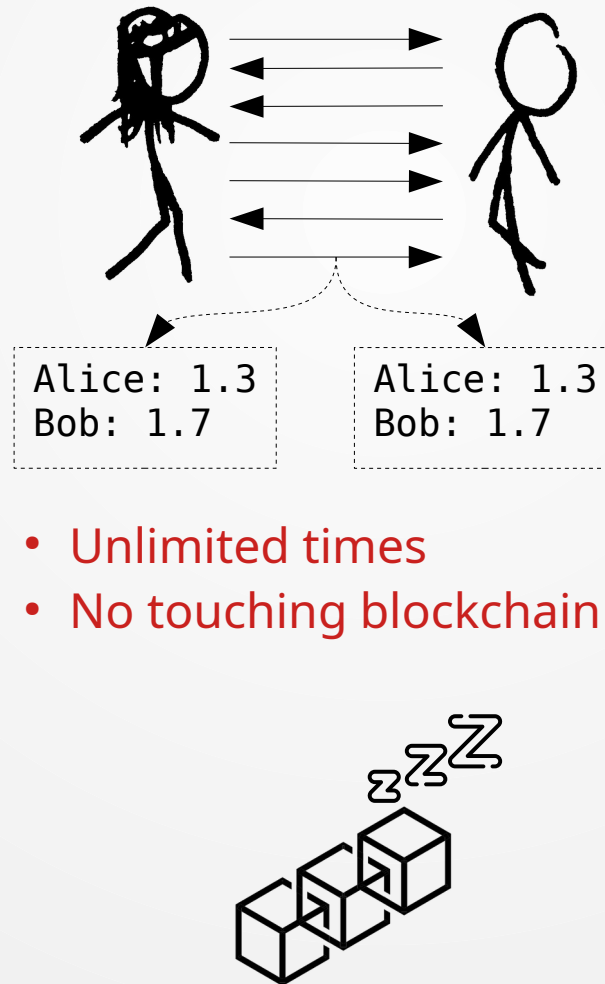 Alice: 1.3
Bob: 1.7
Alice: 1.3
Bob: 1.7
• Unlimited times
• No touching blockchain
z z Z